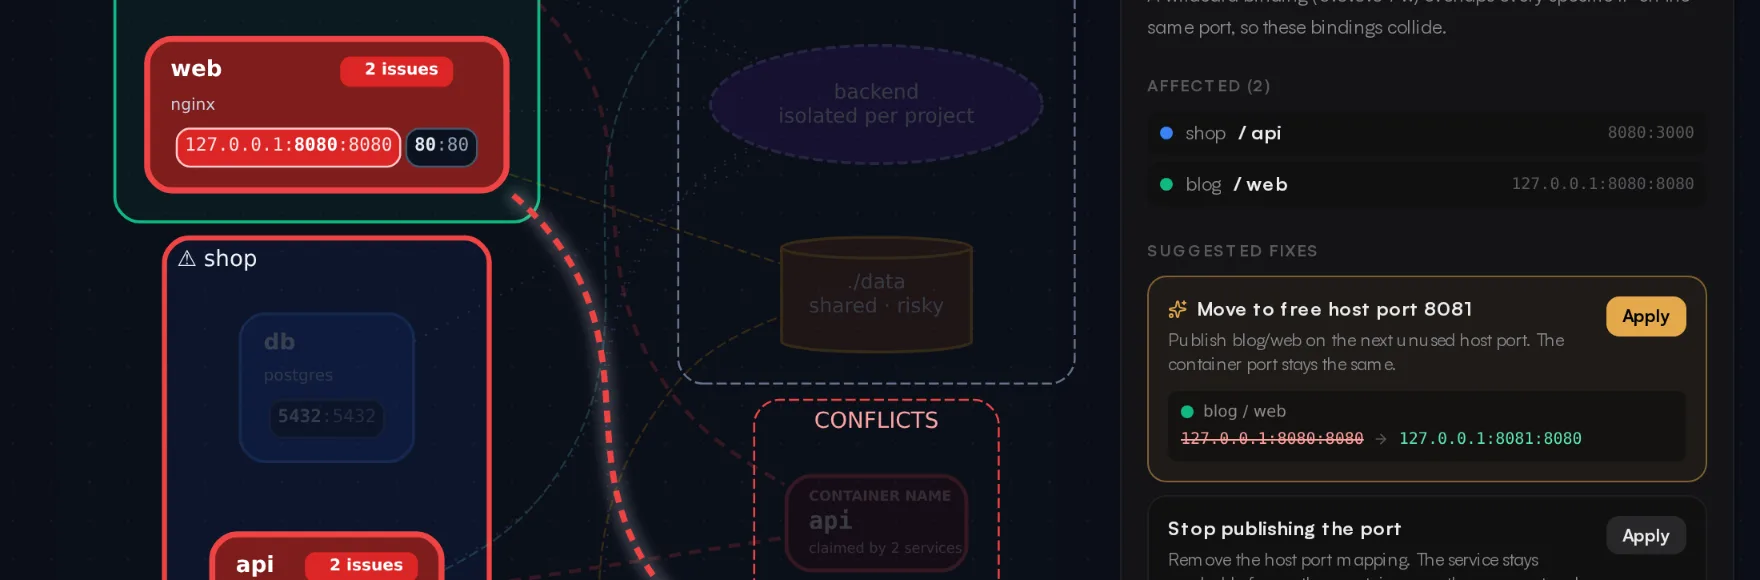 web
2 issues
nginx
127.0.0.1:8080:8080
80:80
⚠ shop
db
postgres
5432:5432
api
2 issues
backend
isolated per project
./data
shared · risky
CONFLICTS
CONTAINER NAME
api
claimed by 2 services
same port, so these bindings collide.
AFFECTED (2)
shop / api 8080:3000
blog / web 127.0.0.1:8080:8080
SUGGESTED FIXES
Move to free host port 8081
Apply
Publish blog/web on the next unused host port. The
container port stays the same.
blog / web
127.0.0.1:8080:8080 → 127.0.0.1:8081:8080
Stop publishing the port
Apply
Remove the host port mapping. The service stays